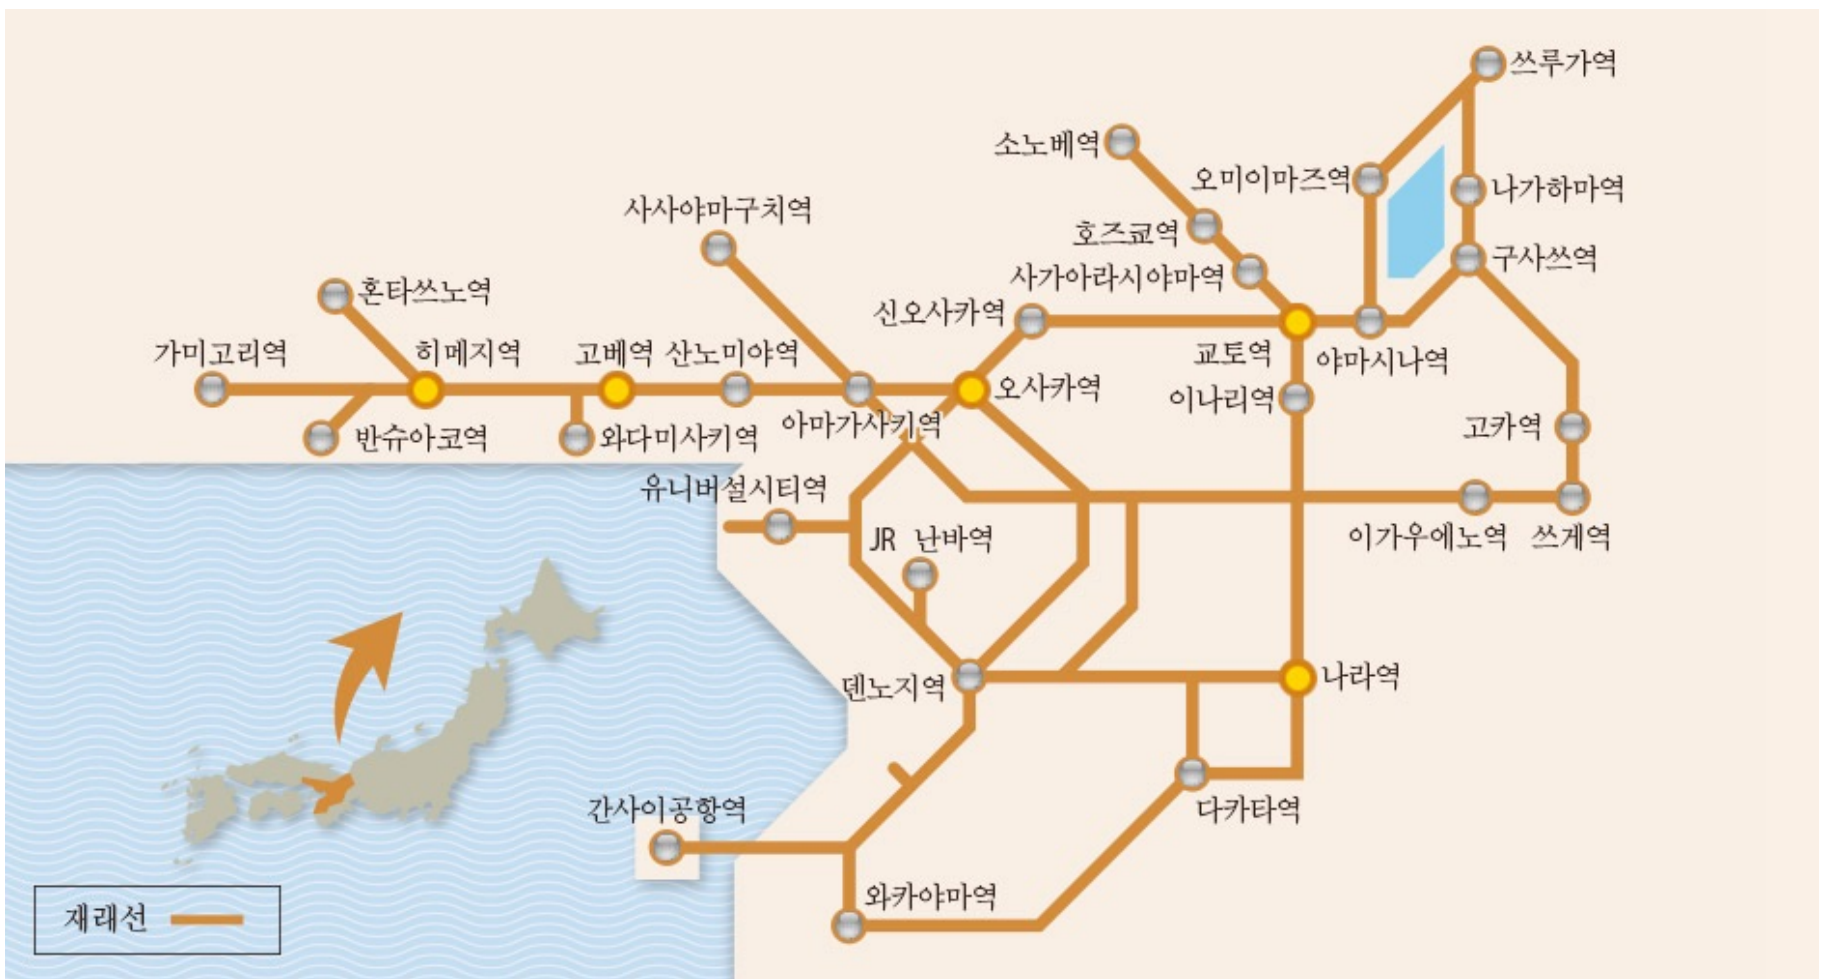 쓰루가역
소노베역
오미이마즈역
나가하마역
사사야마구치역
호즈쿄역
구사쓰역
사가아라시야마역
혼타쓰노역
신오사카역
가미고리역
히메지역
고베역
산노미야역
교토역
야마시나역
오사카역
이나리역
아마가사키역
고카역
반슈아코역
와다미사키역
유니버설시티역
JR 난바역
이가우에노역
쓰게역
나라역
덴노지역
간사이공항역
다카타역
와카야마역
재래선